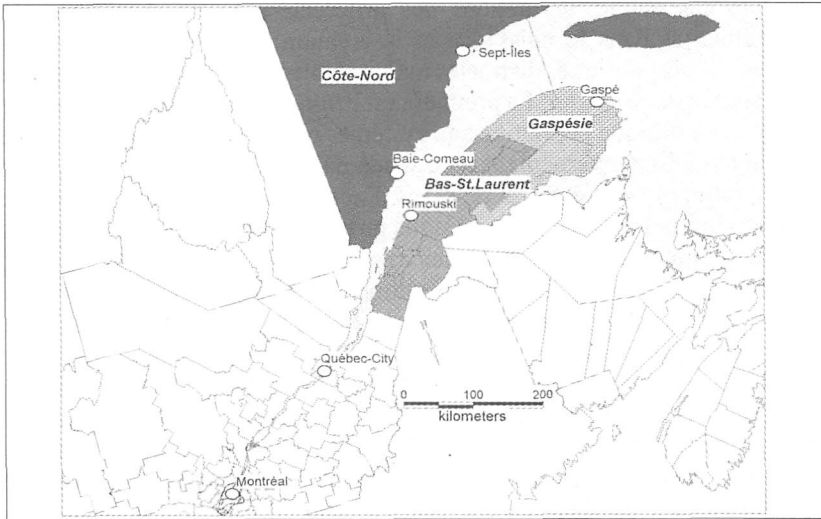 Sept-Îles
Côte-Nord
Gaspé
Gaspésie
Baie-Comeau
Bas-St.Laurent
Rimouski
Québec-City
0 100 200
kilometers
Montréal